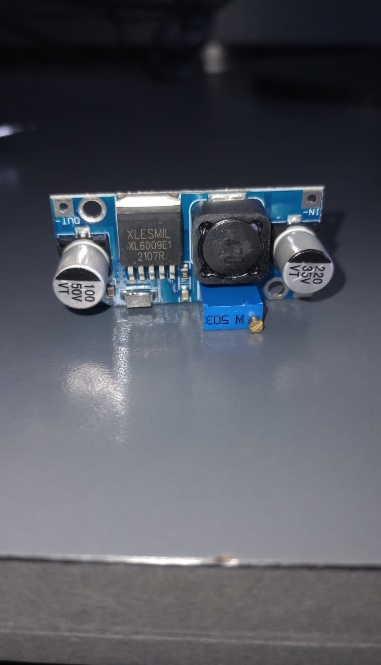 OUT-
IN-
XLESMIL
XL6009E1
2107R
100
50V
VT
220
35V
VT
W 503